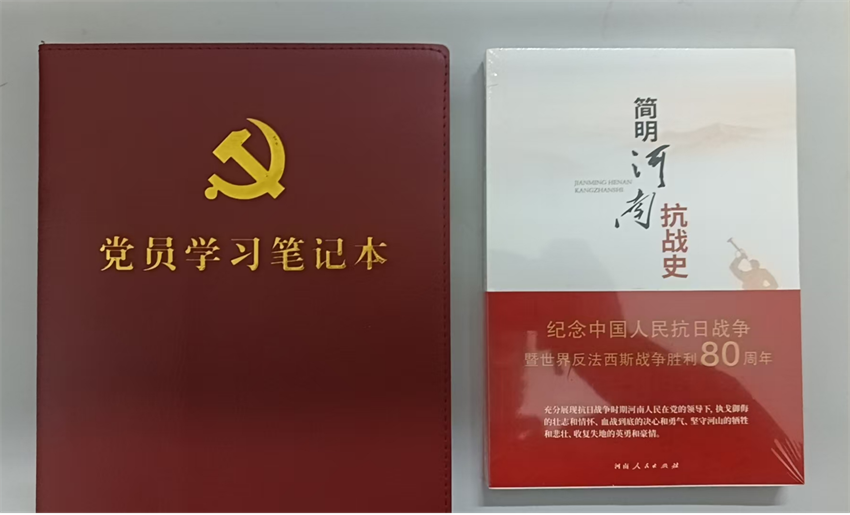 党员学习笔记本
简明河南抗战史
JIANMING HENAN
KANGZHANSHI
纪念中国人民抗日战争
暨世界反法西斯战争胜利80周年
充分展现抗日战争时期河南人民在党的领导下,执戈御侮
的壮志和情怀、血战到底的决心和勇气、坚守河山的牺牲
和悲壮、收复失地的英勇和豪情。
河南人民出版社